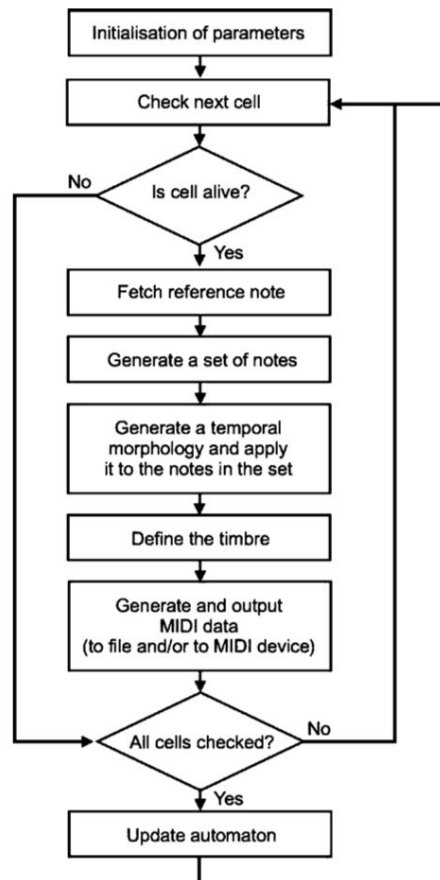 Initialisation of parameters
Check next cell
No
Is cell alive?
Yes
Fetch reference note
Generate a set of notes
Generate a temporal
morphology and apply
it to the notes in the set
Define the timbre
Generate and output
MIDI data
(to file and/or to MIDI device)
All cells checked?
No
Yes
Update automaton